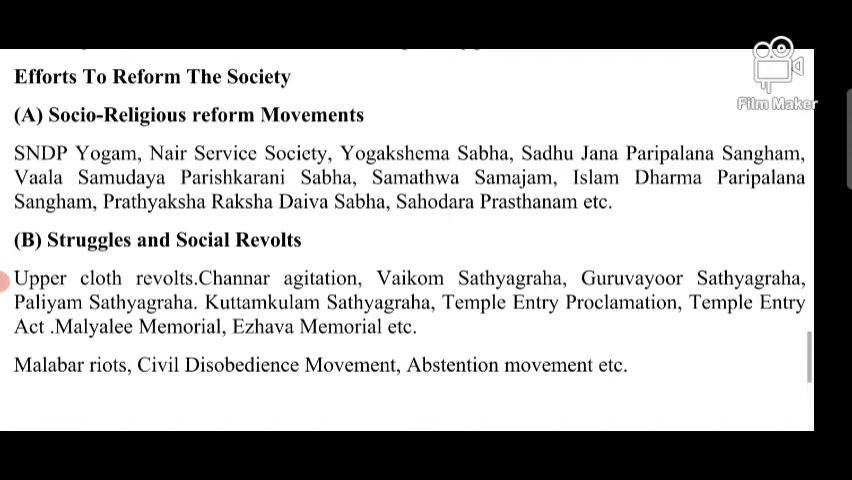 Efforts To Reform The Society
(A) Socio-Religious reform Movements
SNDP Yogam, Nair Service Society, Yogakshema Sabha, Sadhu Jana Paripalana Sangham,
Vaala Samudaya Parishkarani Sabha, Samathwa Samajam, Islam Dharma Paripalana
Sangham, Prathyaksha Raksha Daiva Sabha, Sahodara Prasthanam etc.
(B) Struggles and Social Revolts
Upper cloth revolts.Channar agitation, Vaikom Sathyagraha, Guruvayoor Sathyagraha,
Paliyam Sathyagraha. Kuttamkulam Sathyagraha, Temple Entry Proclamation, Temple Entry
Act .Malyalee Memorial, Ezhava Memorial etc.
Malabar riots, Civil Disobedience Movement, Abstention movement etc.
Film Maker